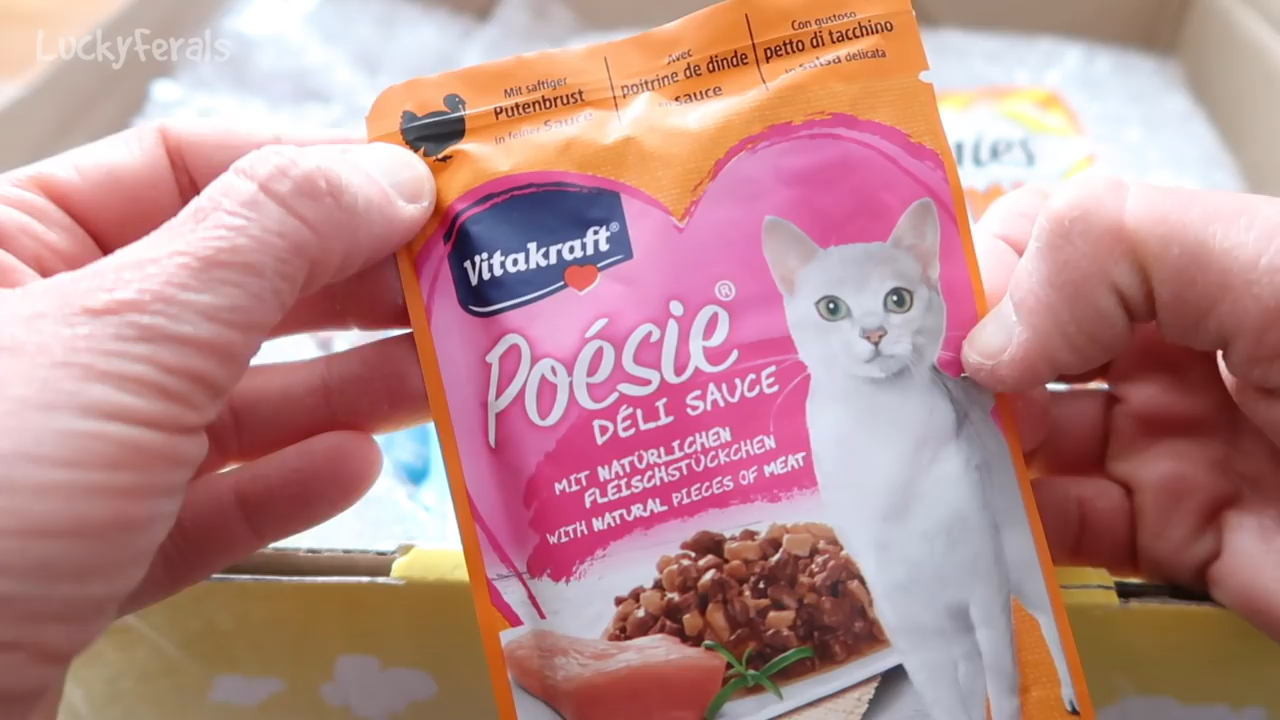 LuckyFerals
Mit saftiger
Putenbrust
in feiner Sauce
Avec
poitrine de dinde
en sauce
Con gustoso
petto di tacchino
in salsa delicata
Vitakraft®
Poésie®
DÉLI SAUCE
MIT NATÜRLICHEN
FLEISCHSTÜCKCHEN
WITH NATURAL PIECES OF MEAT